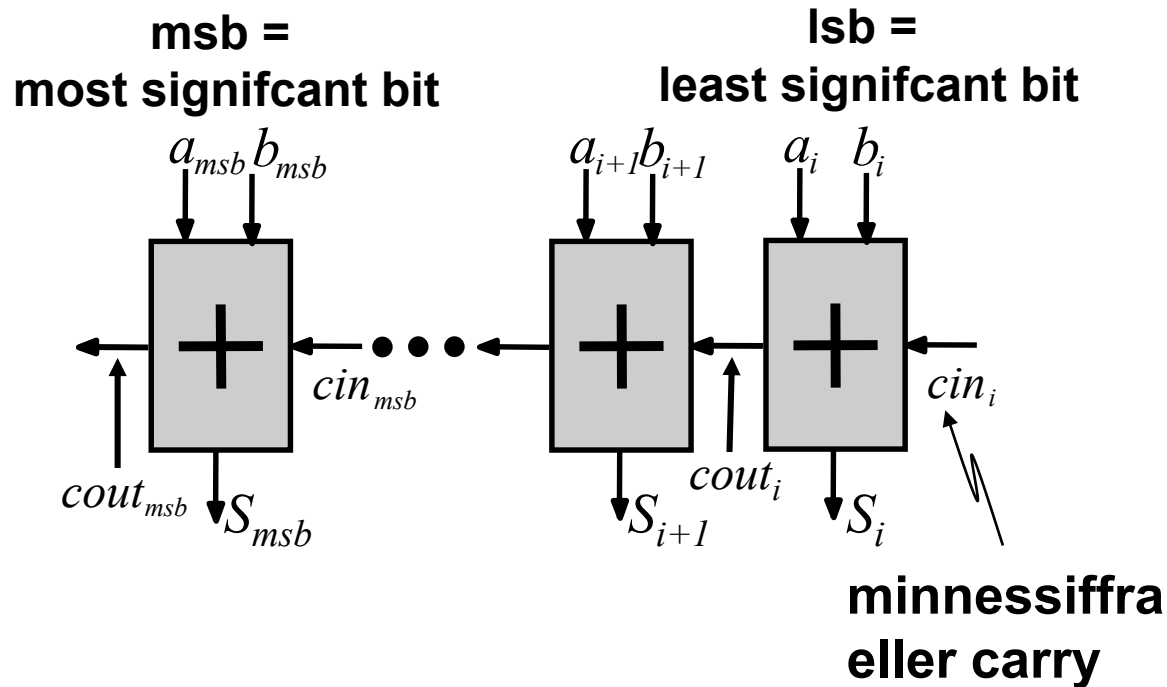 msb =
most signifcant bit
lsb =
least signifcant bit
a_msb b_msb
a_i+1 b_i+1
a_i b_i
+
+
+
cin_msb
cin_i
cout_msb
cout_i
S_msb
S_i+1
S_i
minnessiffra
eller carry